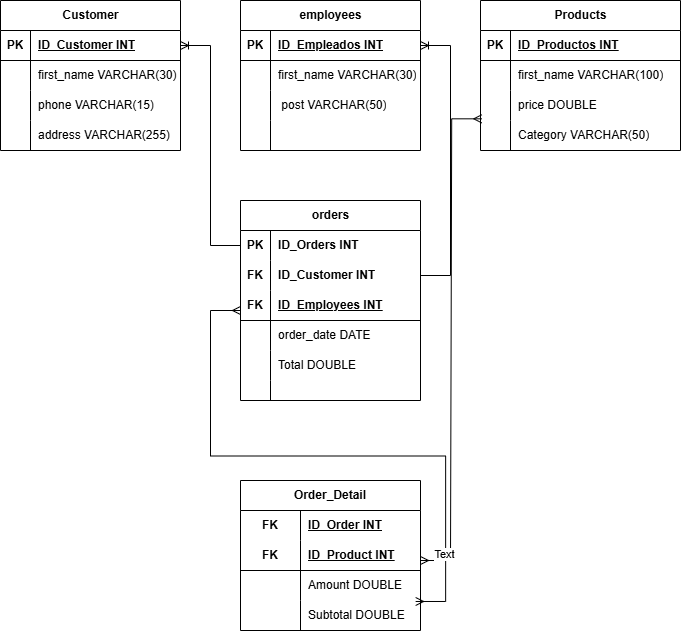 Customer
PK ID_Customer INT
first_name VARCHAR(30)
phone VARCHAR(15)
address VARCHAR(255)
employees
PK ID_Empleados INT
first_name VARCHAR(30)
post VARCHAR(50)
Products
PK ID_Productos INT
first_name VARCHAR(100)
price DOUBLE
Category VARCHAR(50)
orders
PK ID_Orders INT
FK ID_Customer INT
FK ID_Employees INT
order_date DATE
Total DOUBLE
Order_Detail
FK ID_Order INT
FK ID_Product INT
Text
Amount DOUBLE
Subtotal DOUBLE